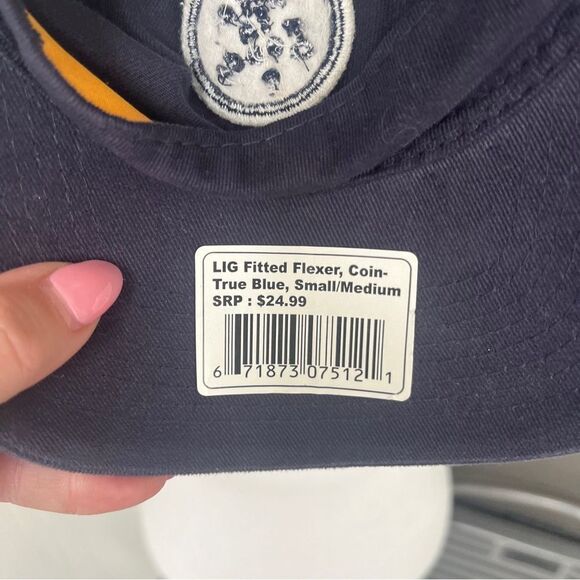 LIG Fitted Flexer, Coin-
True Blue, Small/Medium
SRP : $24.99
6 71873 07512 1